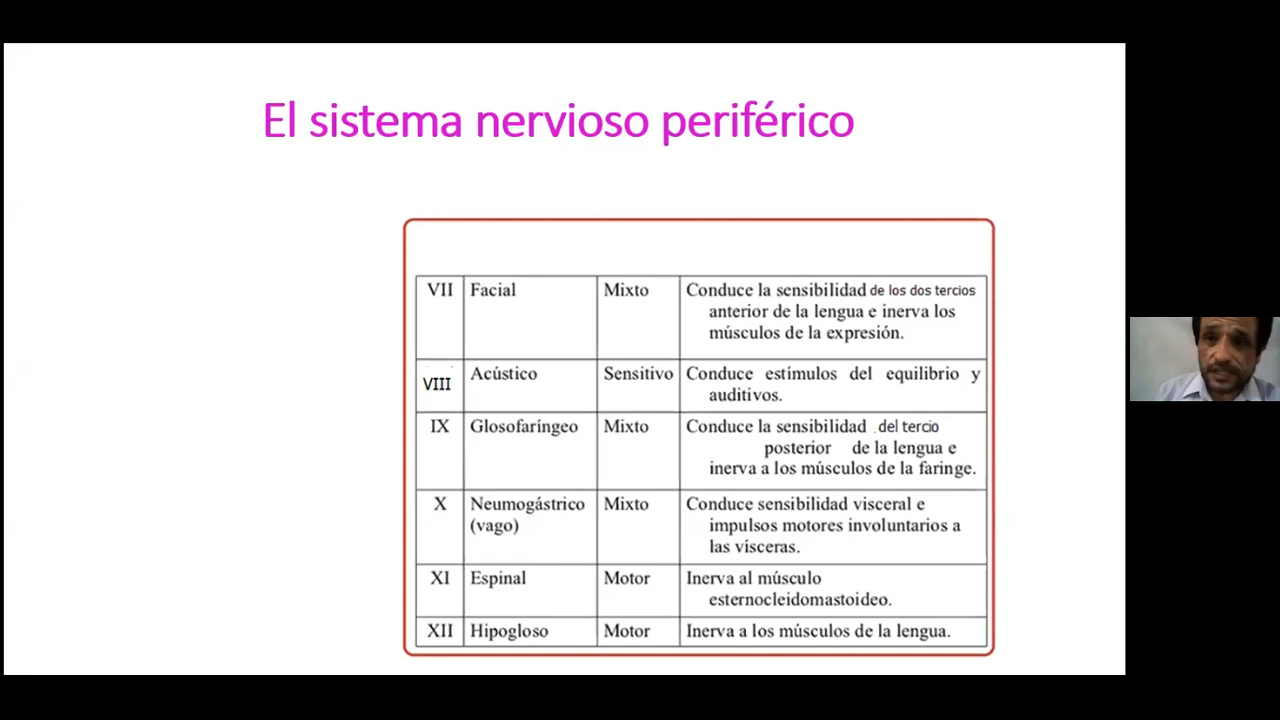 El sistema nervioso periférico
VII Facial Mixto Conduce la sensibilidad de los dos tercios
anterior de la lengua e inerva los
músculos de la expresión.
VIII Acústico Sensitivo Conduce estímulos del equilibrio y
auditivos.
IX Glosofaríngeo Mixto Conduce la sensibilidad del tercio
posterior de la lengua e
inerva a los músculos de la faringe.
X Neumogástrico Mixto Conduce sensibilidad visceral e
(vago) impulsos motores involuntarios a
las vísceras.
XI Espinal Motor Inerva al músculo
esternocleidomastoideo.
XII Hipogloso Motor Inerva a los músculos de la lengua.